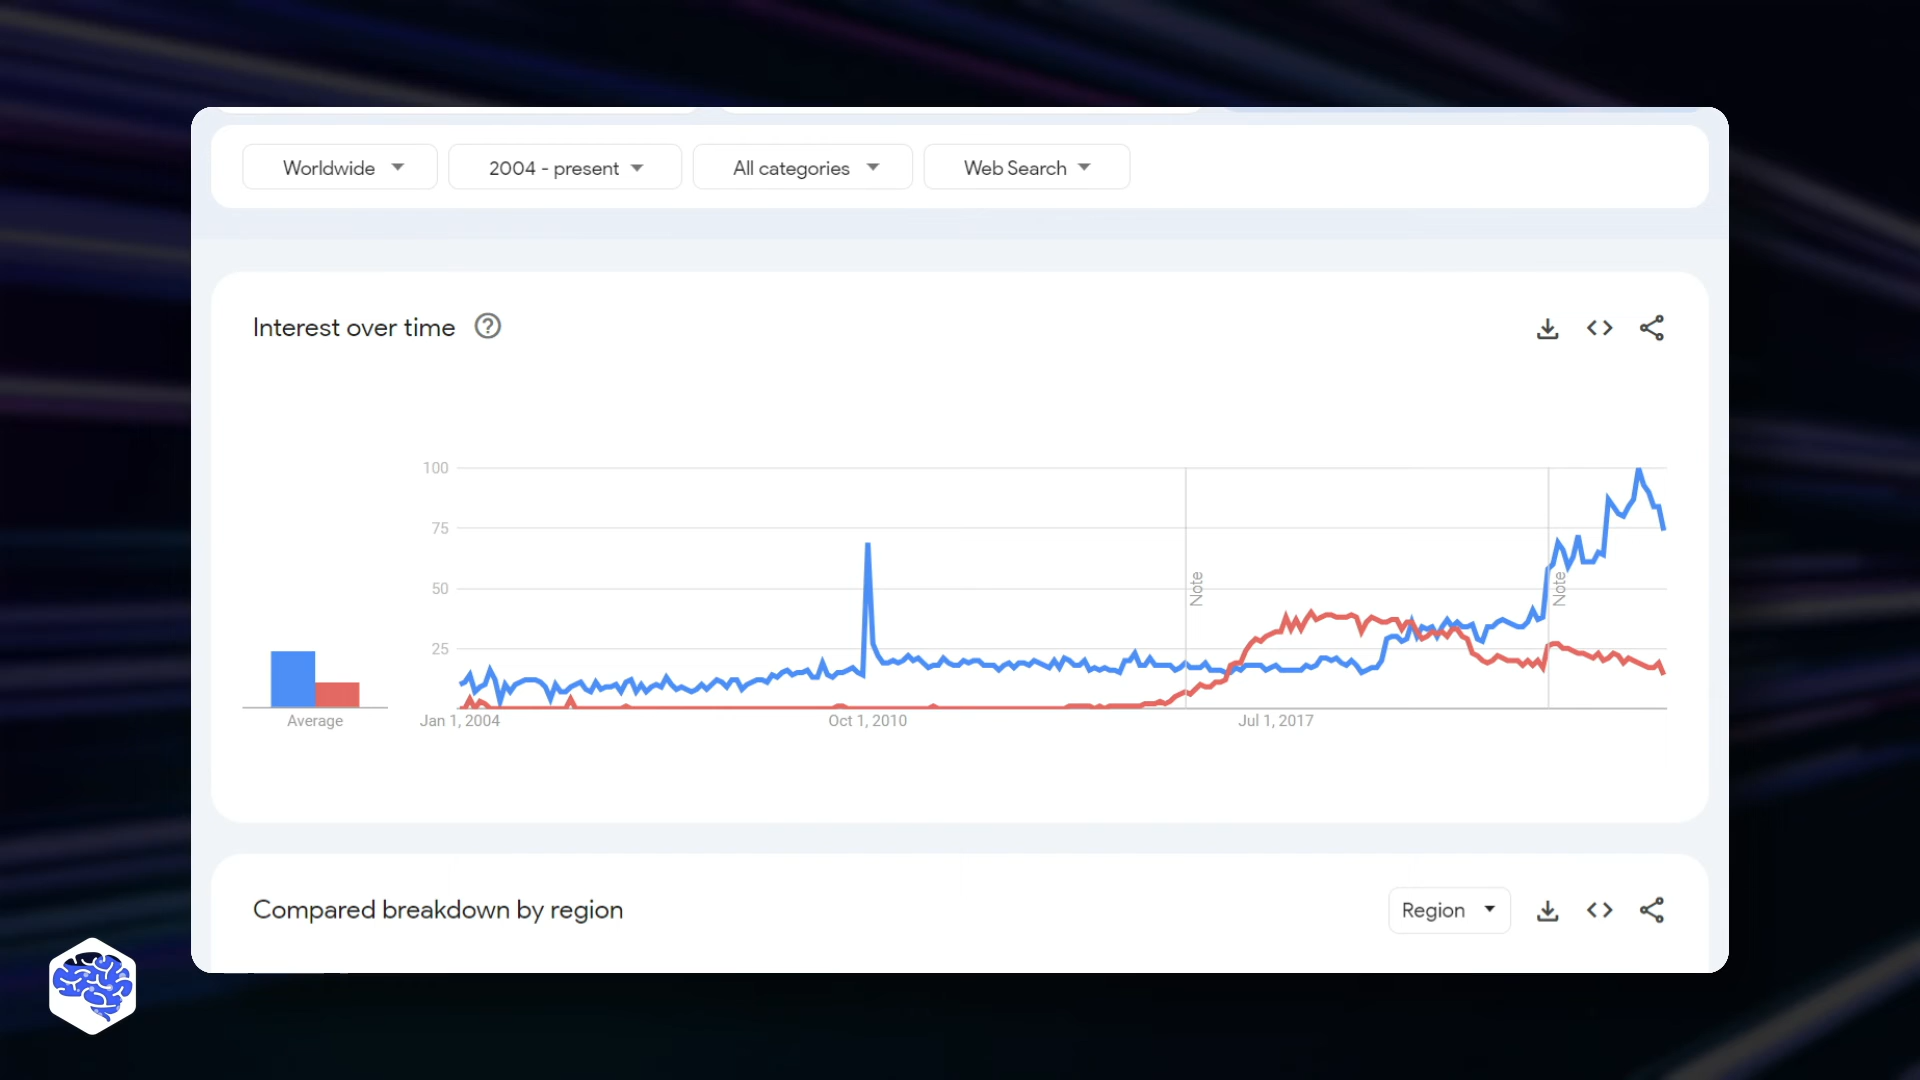 Worldwide 2004 - present All categories Web Search
Interest over time
100
75
50
25
Note
Note
Average
Jan 1, 2004 Oct 1, 2010 Jul 1, 2017
Compared breakdown by region Region